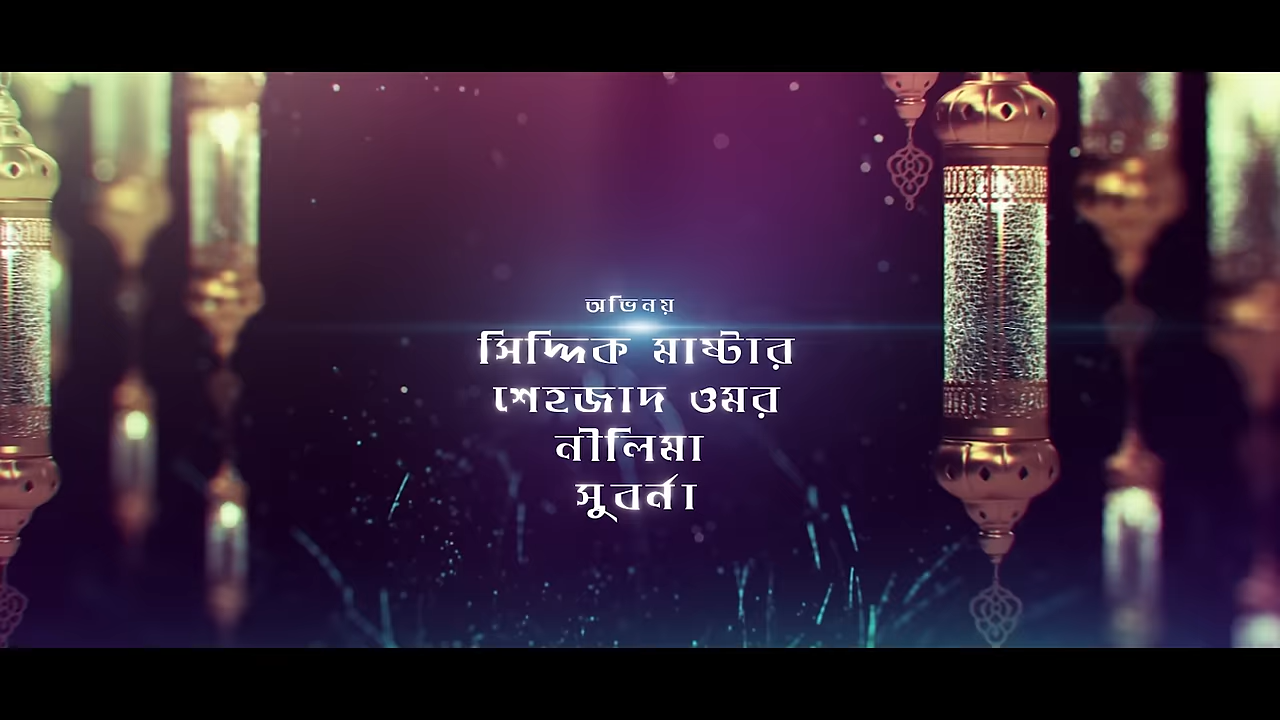 অভিনয়
সিদ্দিক মাষ্টার
শেহজাদ ওমর
নীলিমা
সুবর্না